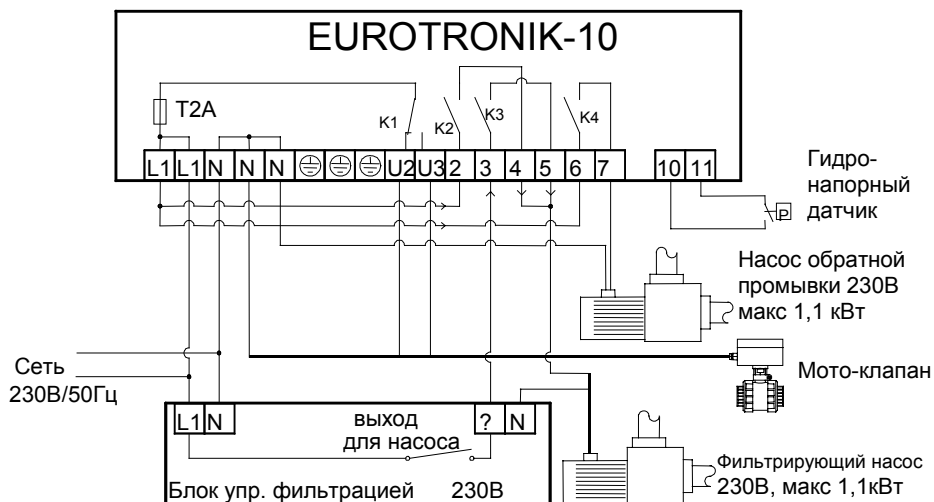 EUROTRONIK-10
T2A
K1
K2
K3
K4
L1 L1 N N N U2 U3 2 3 4 5 6 7 10 11
Гидро-
напорный
датчик
P
Насос обратной
промывки 230В
макс 1,1 кВт
Сеть
230В/50Гц
Мото-клапан
L1 N
выход
для насоса
? N
Блок упр. фильтрацией 230В
Фильтрирующий насос
230В, макс 1,1кВт